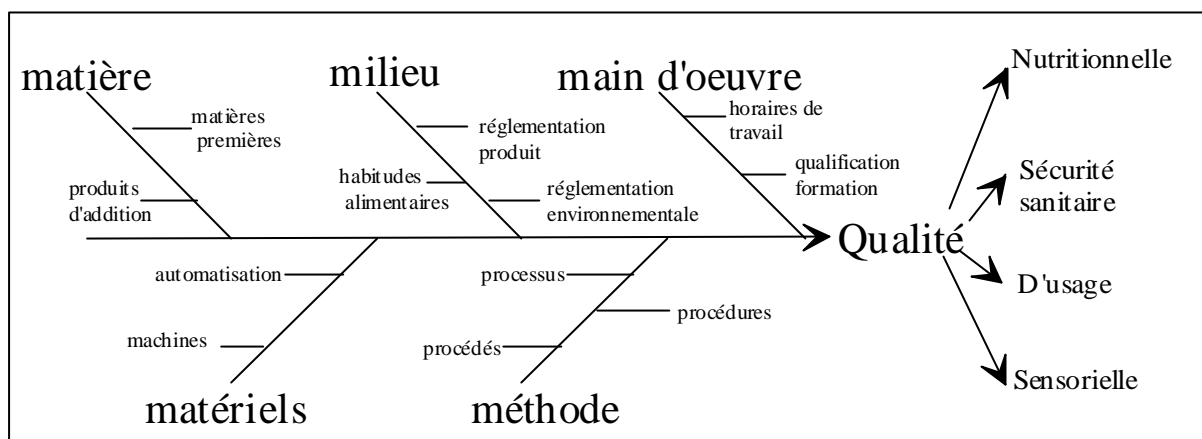 matière
matières
premières
produits
d'addition
milieu
réglementation
produit
habitudes
alimentaires
réglementation
environnementale
main d'oeuvre
horaires de
travail
qualification
formation
Qualité
Nutritionnelle
Sécurité
sanitaire
D'usage
Sensorielle
automatisation
machines
matériels
processus
procédures
procédés
méthode